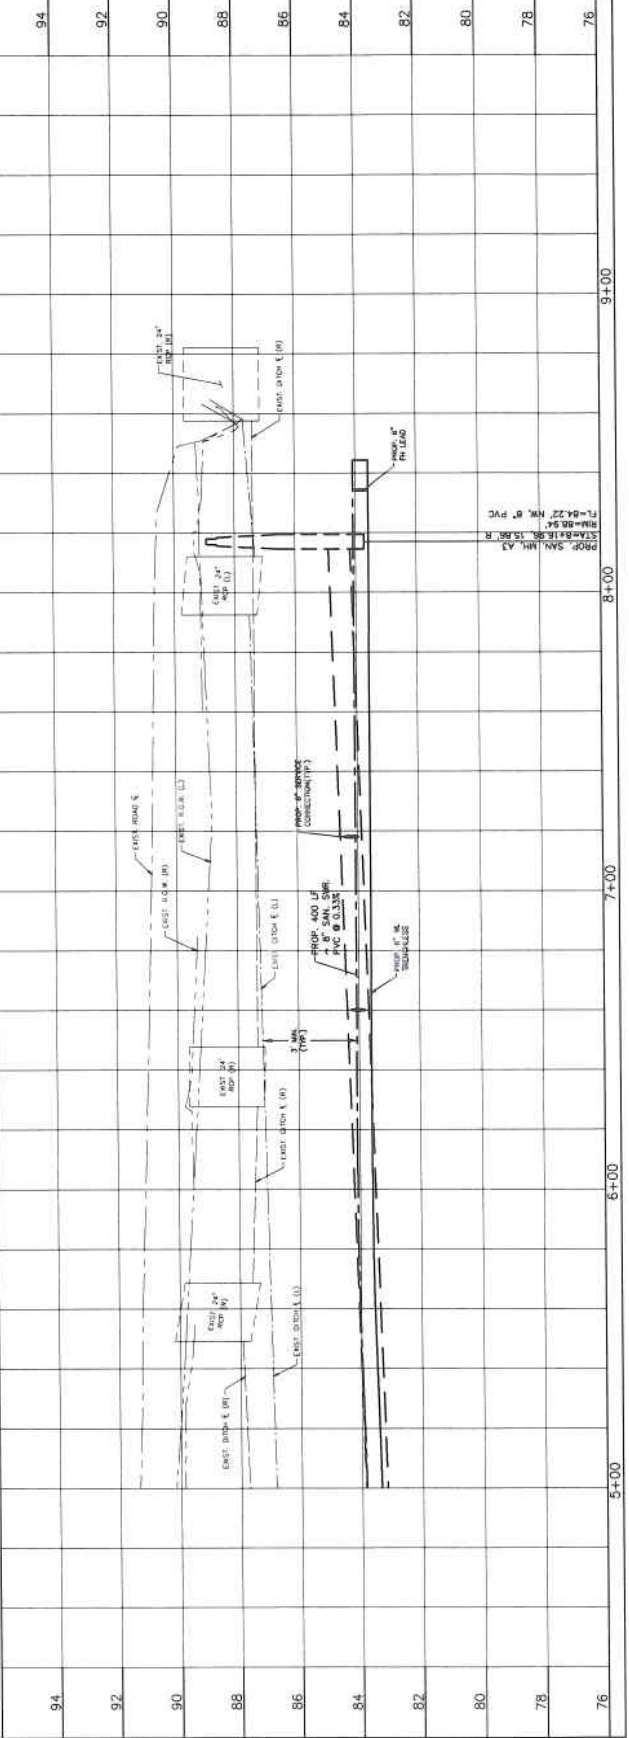 94
92
90
88
86
84
82
80
78
76
94
92
90
88
86
84
82
80
78
76
5+00
6+00
7+00
8+00
9+00
EXIST. DITCH ℄ (R)
EXIST. DITCH ℄ (L)
EXIST. 24"
RCP (R)
EXIST. DITCH ℄ (R)
EXIST 24"
RCP (R)
3' MIN.
(TYP.)
EXIST. DITCH ℄ (L)
EXIST. R.O.W. (R)
EXIST. ROAD ℄
EXIST. R.O.W. (L)
PROP. 400 LF
8" SAN. SWR.
PVC @ 0.33%
PROP. 8" WL
TRENCHLESS
PROP. 6" SERVICE
CONNECTION(TYP.)
EXIST. 24"
RCP (L)
PROP. SAN. MH. A3
STA=8+16.96, 15.86' R
RIM=88.94'
FL=84.22' NW, 8" PVC
PROP. 6"
FH LEAD
EXIST. DITCH ℄ (R)
EXIST. 24"
RCP (R)